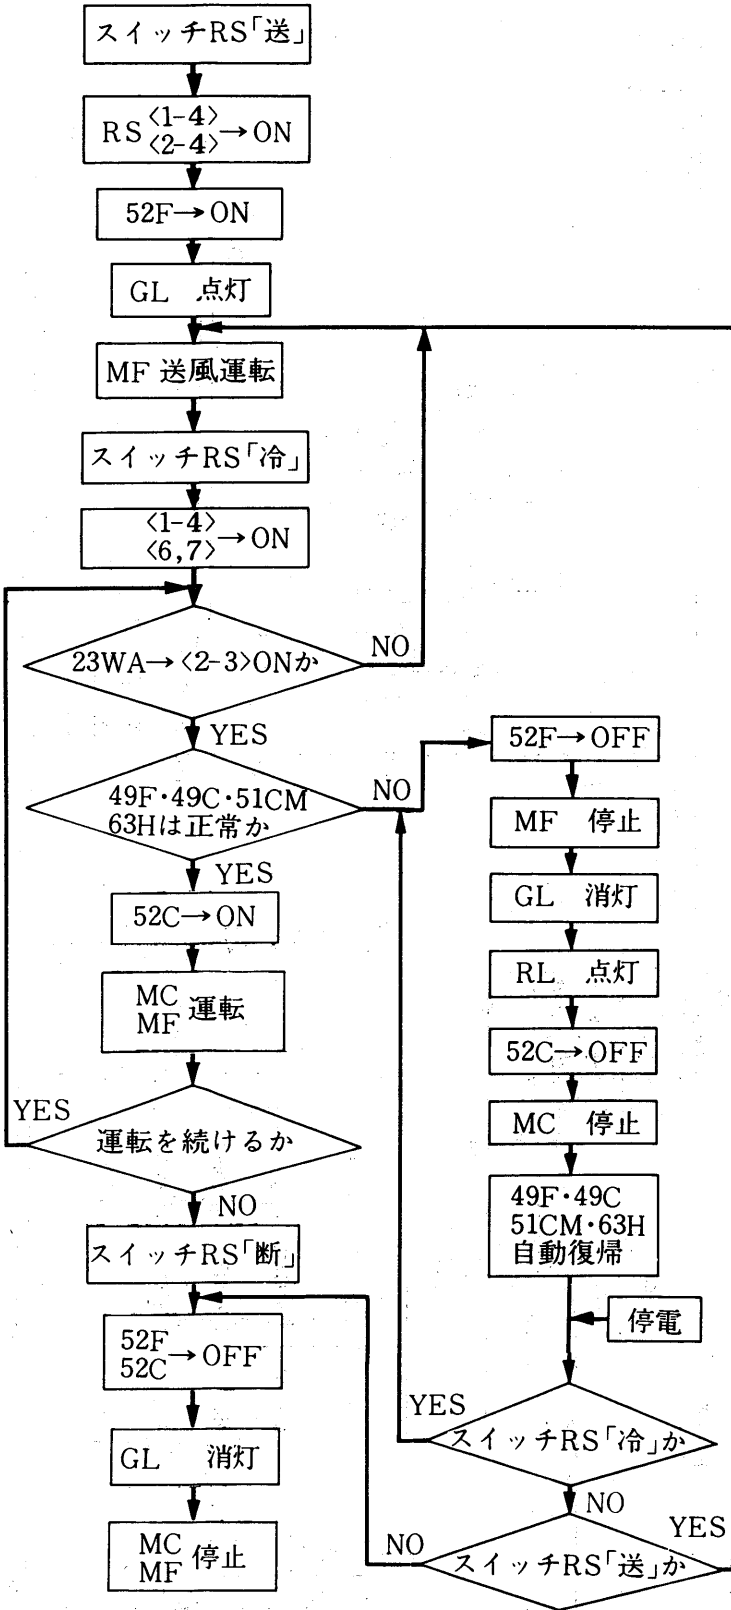 スイッチRS「送」
RS <1-4> → ON
<2-4>
52F→ON
GL 点灯
MF 送風運転
スイッチRS「冷」
<1-4> → ON
<6,7>
23WA→<2-3>ONか
NO
YES
49F・49C・51CM
63Hは正常か
NO
YES
52C→ON
MC 運転
MF
運転を続けるか
YES
NO
スイッチRS「断」
52F →OFF
52C
GL 消灯
MC 停止
MF
52F→OFF
MF 停止
GL 消灯
RL 点灯
52C→OFF
MC 停止
49F・49C
51CM・63H
自動復帰
停電
スイッチRS「冷」か
YES
NO
スイッチRS「送」か
NO
YES